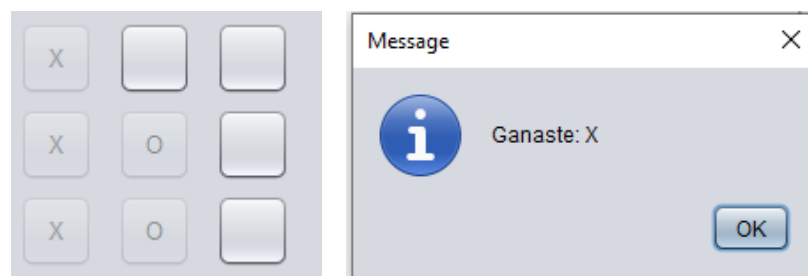 X
X O
X O
Message
Ganaste: X
OK